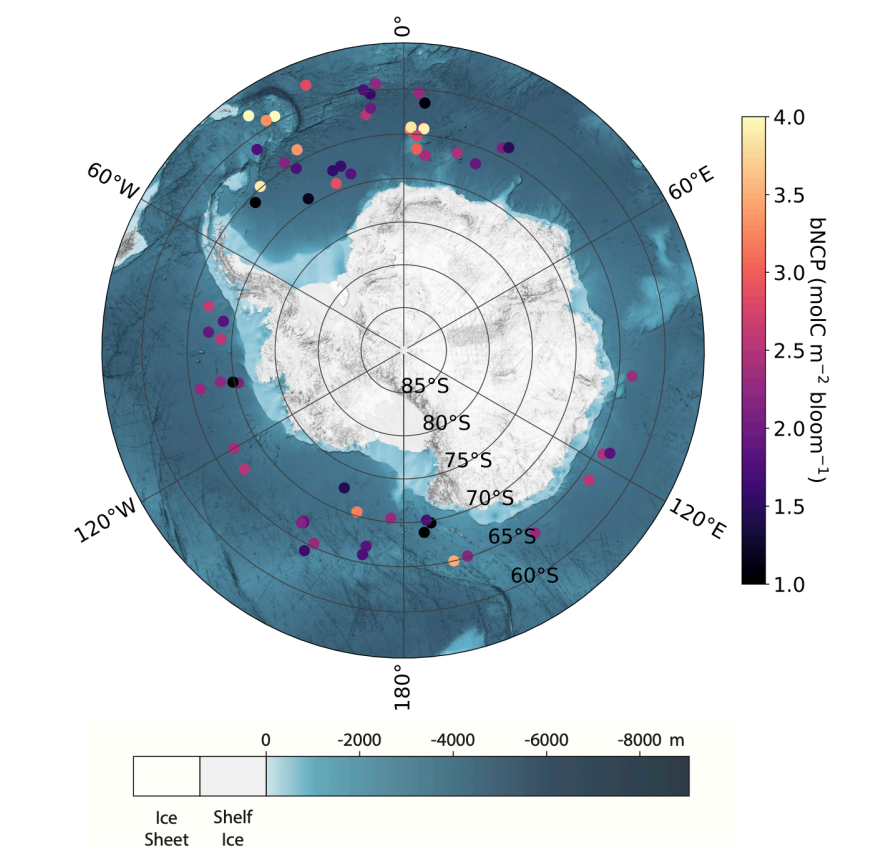 0°
60°W
60°E
120°W
120°E
180°
85°S
80°S
75°S
70°S
65°S
60°S
4.0
3.5
3.0
2.5
2.0
1.5
1.0
bNCP (molC m⁻² bloom⁻¹)
0 -2000 -4000 -6000 -8000 m
Ice Sheet
Shelf Ice